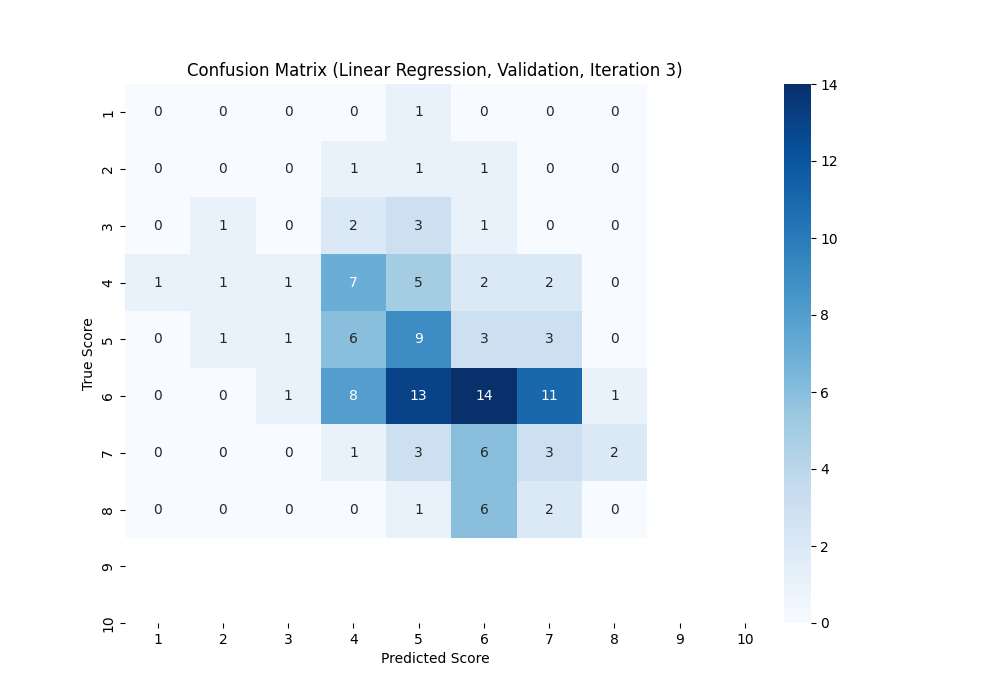 Confusion Matrix (Linear Regression, Validation, Iteration 3)
True Score
1 0 0 0 0 1 0 0 0
2 0 0 0 1 1 1 0 0
3 0 1 0 2 3 1 0 0
4 1 1 1 7 5 2 2 0
5 0 1 1 6 9 3 3 0
6 0 0 1 8 13 14 11 1
7 0 0 0 1 3 6 3 2
8 0 0 0 0 1 6 2 0
9
10
1 2 3 4 5 6 7 8 9 10
Predicted Score
14
12
10
8
6
4
2
0